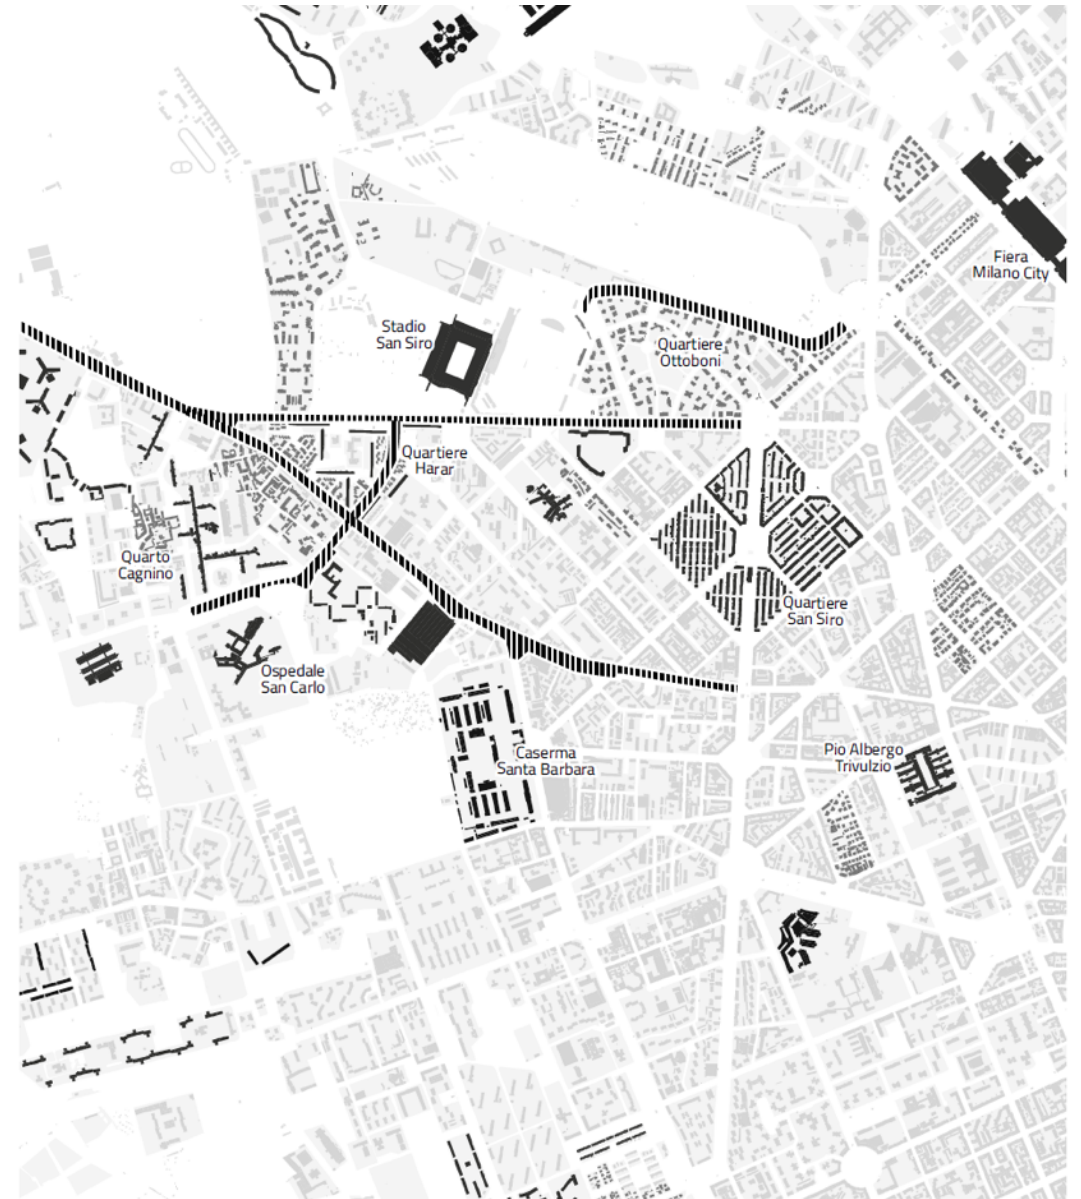 Fiera
Milano City
Stadio
San Siro
Quartiere
Ottoboni
Quartiere
Harar
Quarto
Cagnino
Quartiere
San Siro
Ospedale
San Carlo
Caserma
Santa Barbara
Pio Albergo
Trivulzio